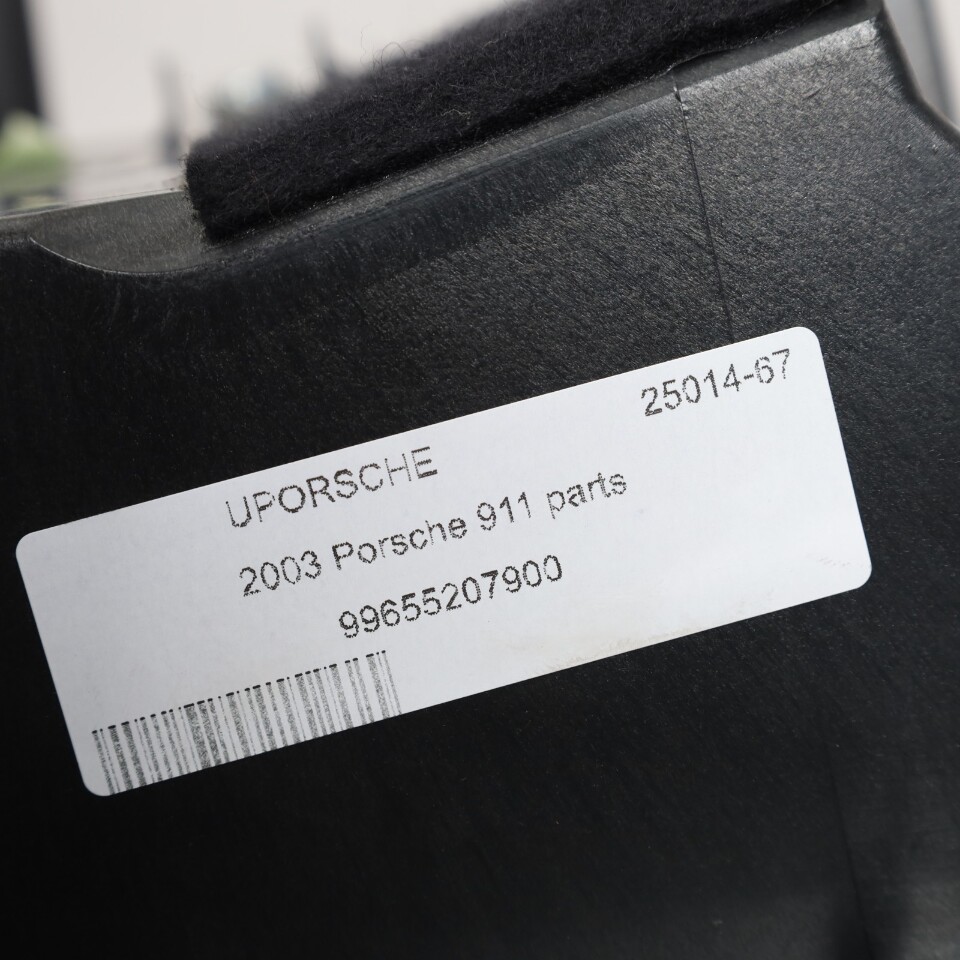 25014-67
UPORSCHE
2003 Porsche 911 parts
99655207900